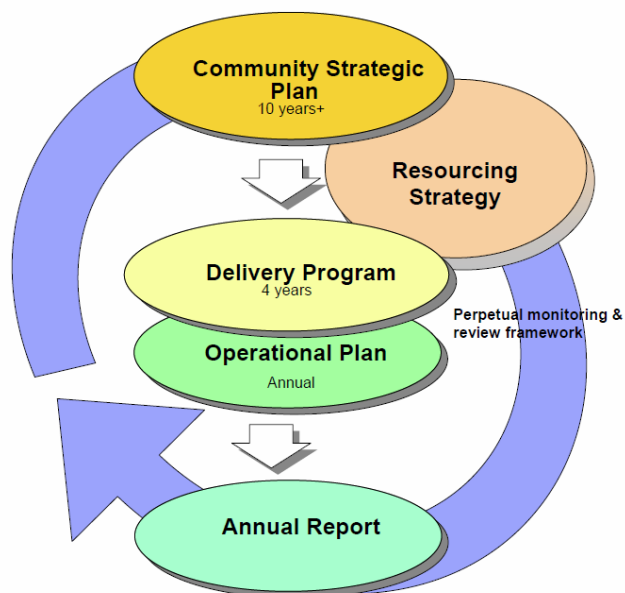 Community Strategic
Plan
10 years+
Resourcing
Strategy
Delivery Program
4 years
Perpetual monitoring &
review framework
Operational Plan
Annual
Annual Report